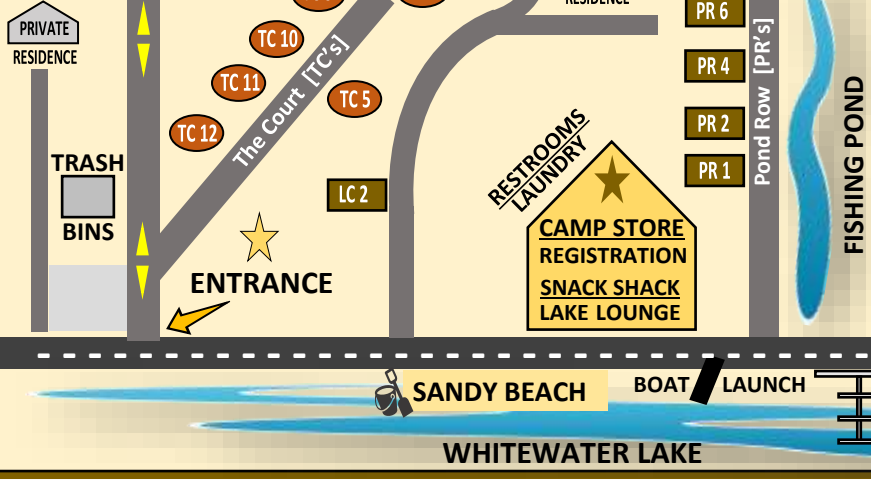 RESIDENCE
PR 6
PRIVATE
RESIDENCE
TC 10
TC 11
TC 12
TC 5
The Court [TC's]
PR 4
PR 2
PR 1
Pond Row [PR's]
FISHING POND
TRASH
BINS
LC 2
RESTROOMS
LAUNDRY
CAMP STORE
REGISTRATION
SNACK SHACK
LAKE LOUNGE
ENTRANCE
SANDY BEACH
BOAT LAUNCH
WHITEWATER LAKE